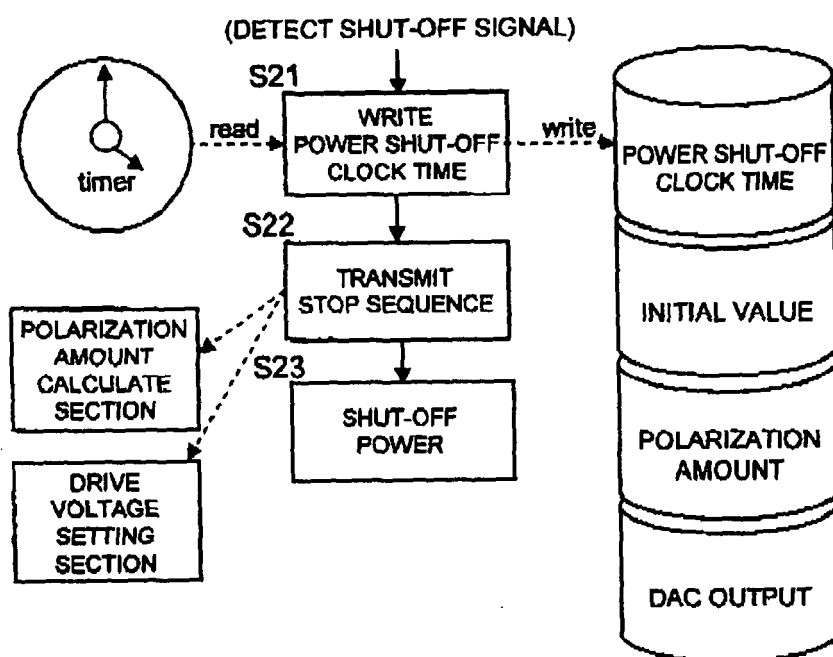 (DETECT SHUT-OFF SIGNAL)
S21
WRITE
POWER SHUT-OFF
CLOCK TIME
read
write
timer
POWER SHUT-OFF
CLOCK TIME
S22
TRANSMIT
STOP SEQUENCE
INITIAL VALUE
POLARIZATION
AMOUNT
CALCULATE
SECTION
S23
SHUT-OFF
POWER
POLARIZATION
AMOUNT
DRIVE
VOLTAGE
SETTING
SECTION
DAC OUTPUT